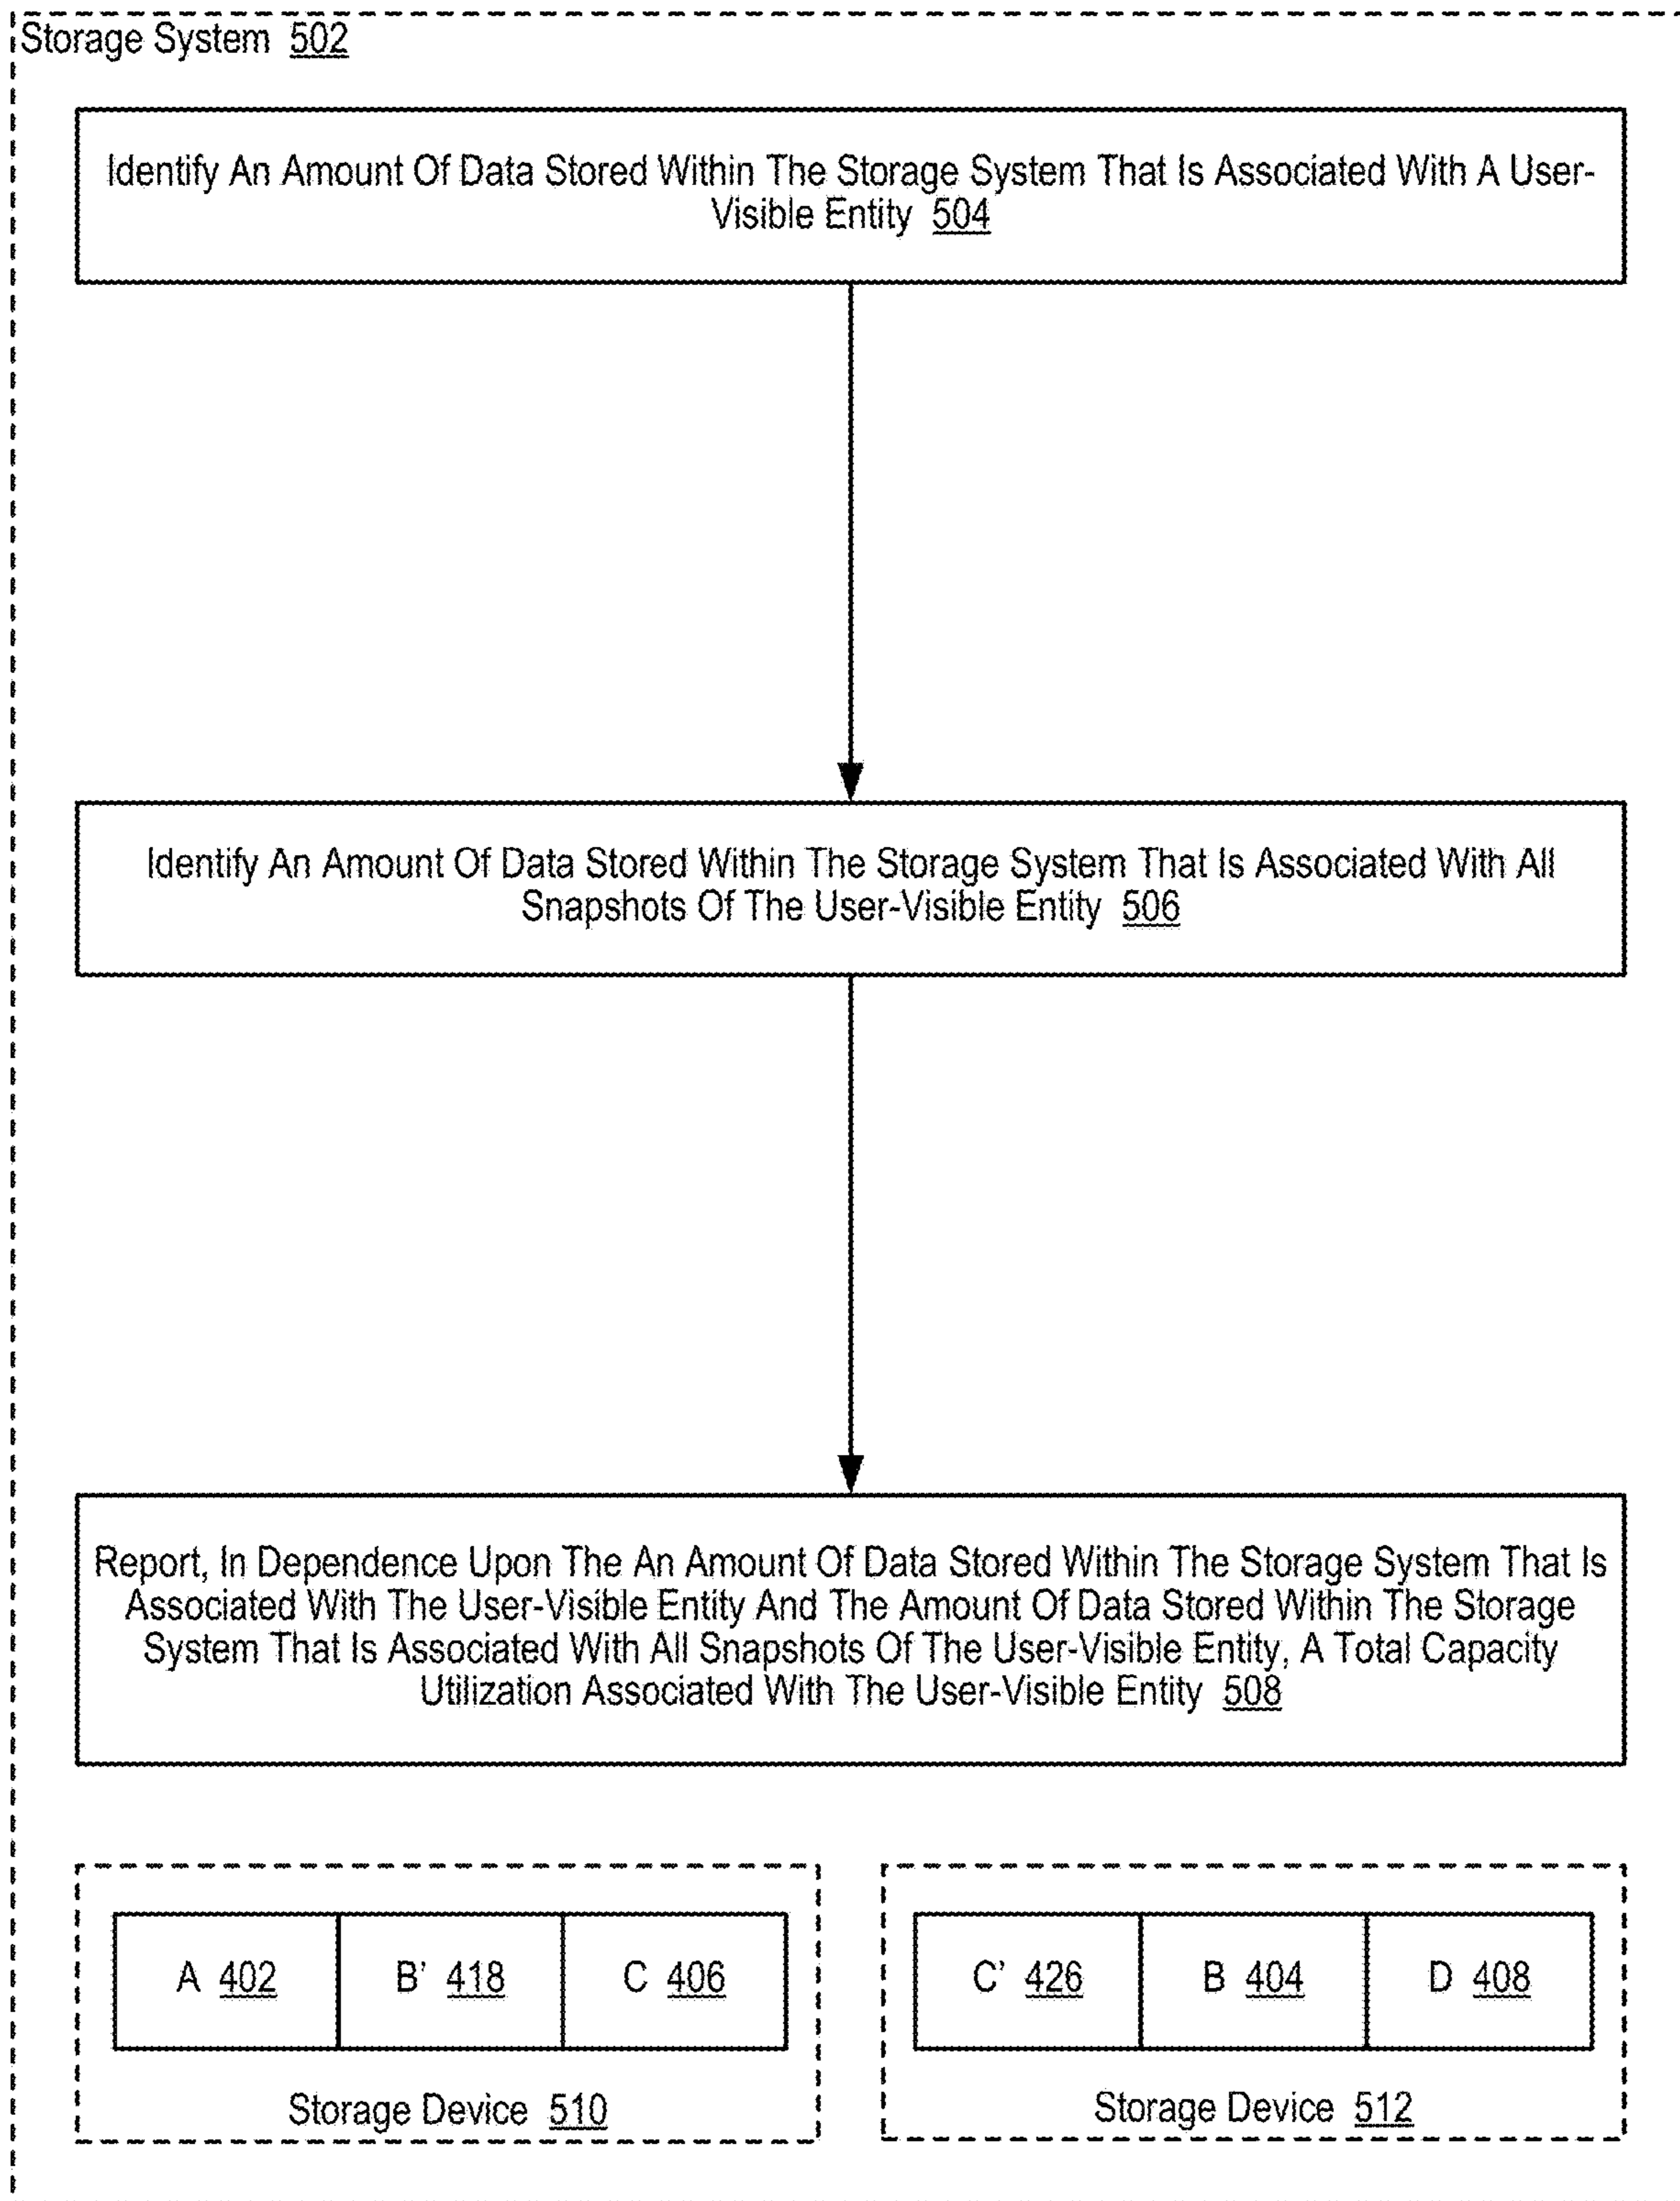 Storage System 502
Identify An Amount Of Data Stored Within The Storage System That Is Associated With A User-
Visible Entity 504
Identify An Amount Of Data Stored Within The Storage System That Is Associated With All
Snapshots Of The User-Visible Entity 506
Report, In Dependence Upon The An Amount Of Data Stored Within The Storage System That Is
Associated With The User-Visible Entity And The Amount Of Data Stored Within The Storage
System That Is Associated With All Snapshots Of The User-Visible Entity, A Total Capacity
Utilization Associated With The User-Visible Entity 508
A 402 B’ 418 C 406
C’ 426 B 404 D 408
Storage Device 510
Storage Device 512